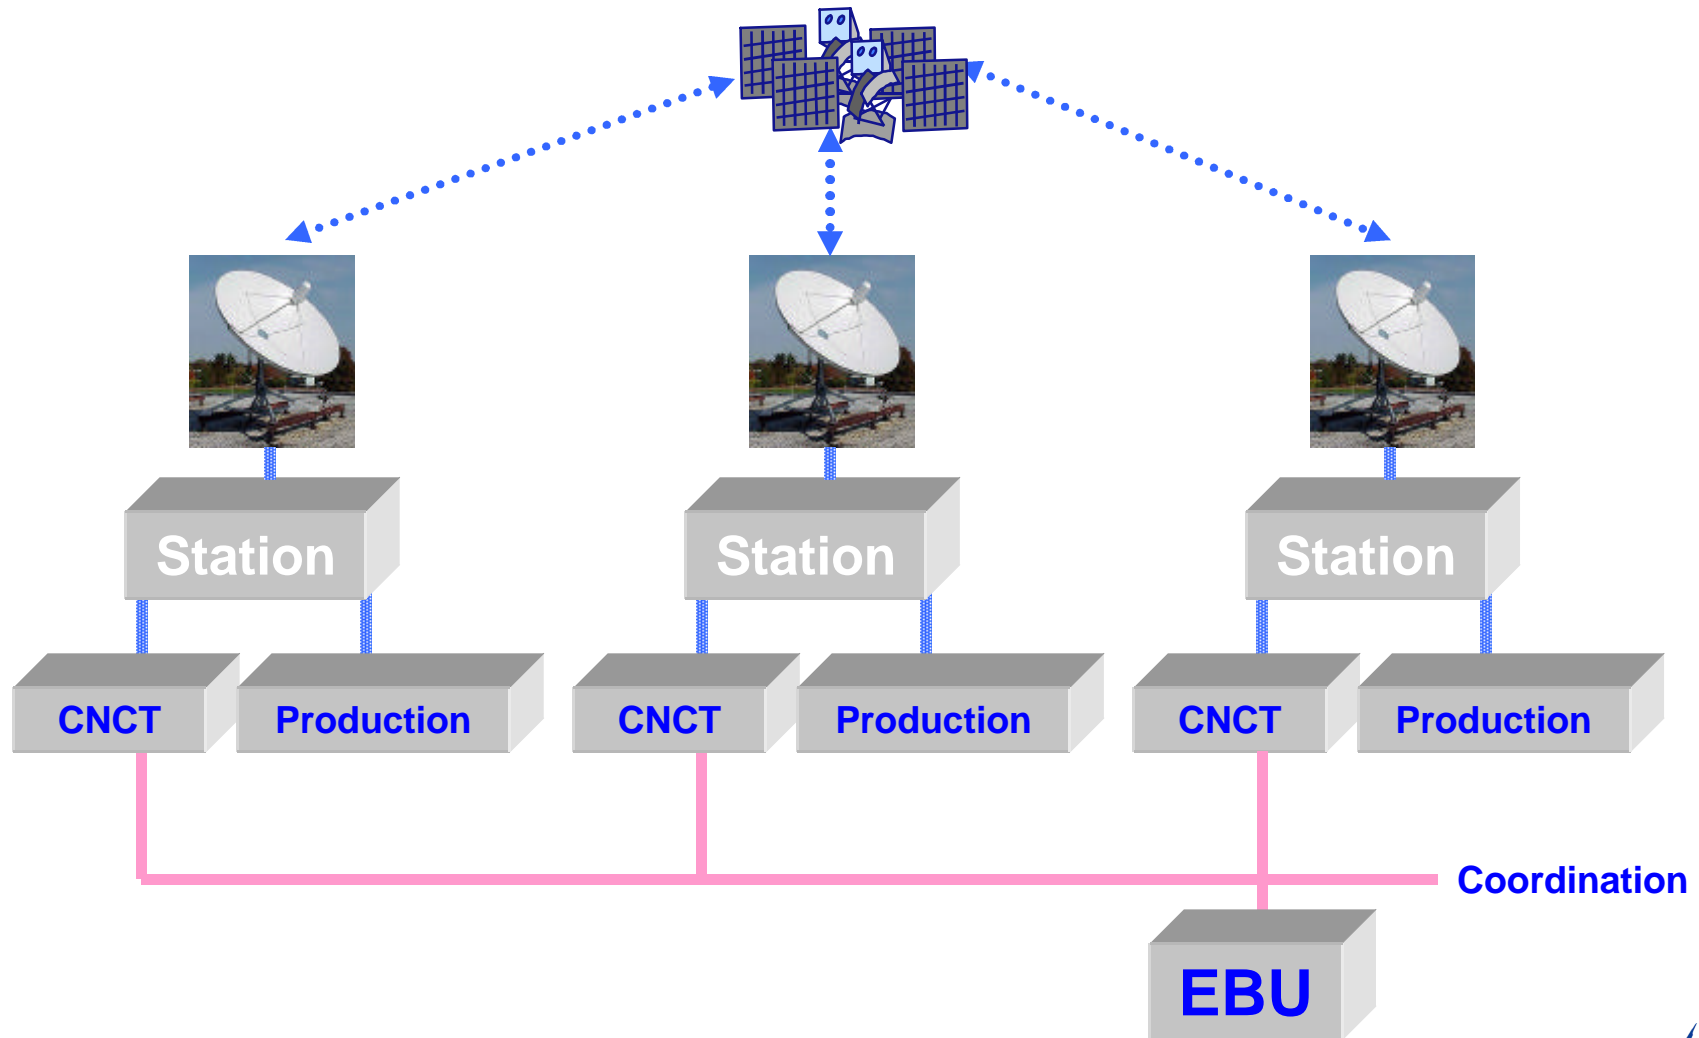 Station
Station
Station
CNCT
Production
CNCT
Production
CNCT
Production
Coordination
EBU